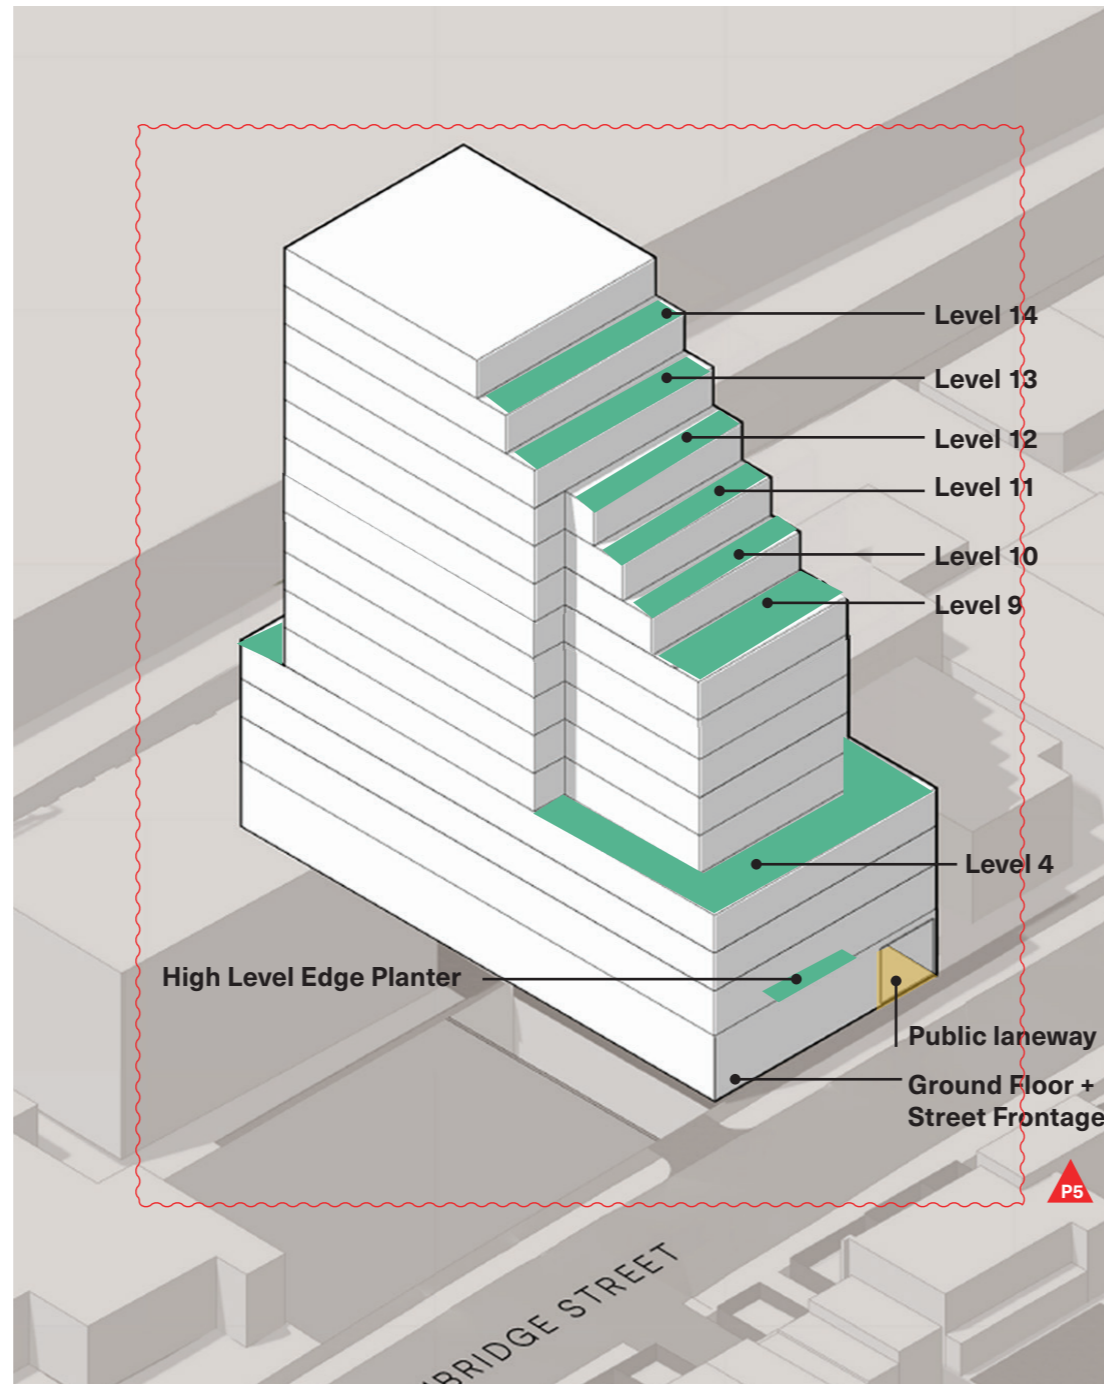 Level 14
Level 13
Level 12
Level 11
Level 10
Level 9
Level 4
High Level Edge Planter
Public laneway
Ground Floor +
Street Frontage
P5
MBRIDGE STREET